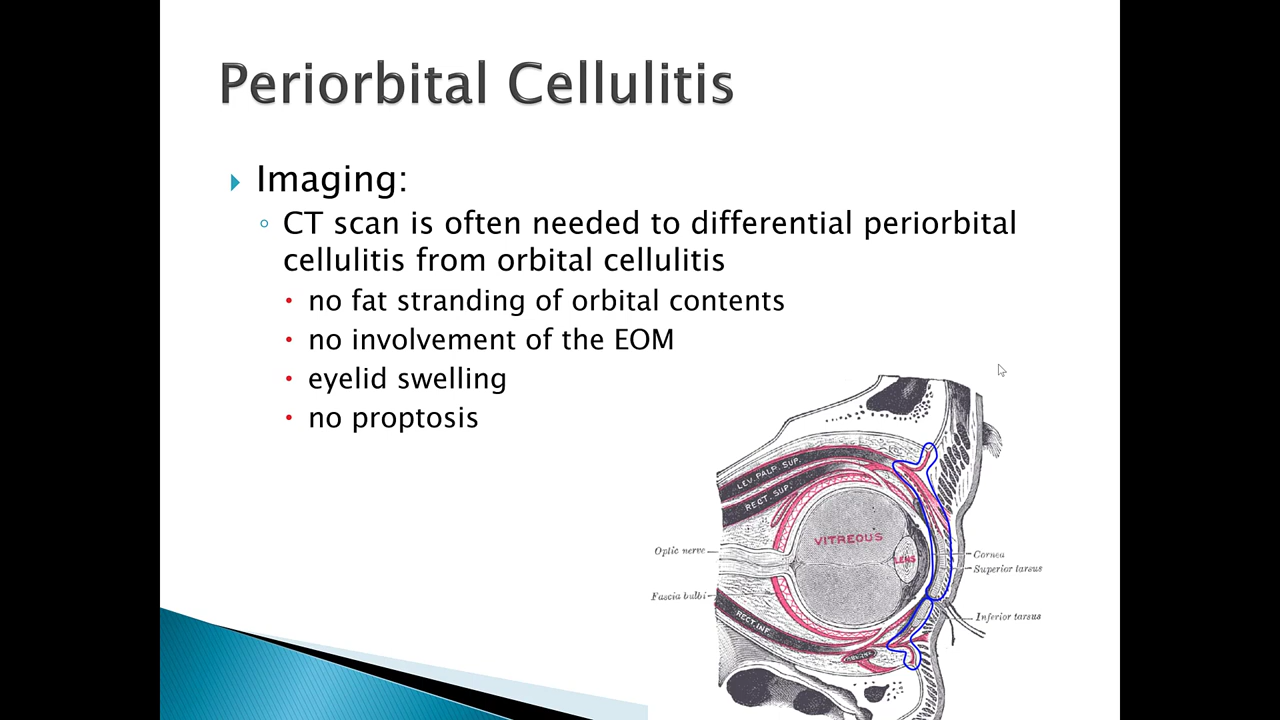 Periorbital Cellulitis
Imaging:
CT scan is often needed to differential periorbital
cellulitis from orbital cellulitis
no fat stranding of orbital contents
no involvement of the EOM
eyelid swelling
no proptosis
LEV. PALP. SUP.
RECT. SUP.
VITREOUS
LENS
Optic nerve
Cornea
Superior tarsus
Fascia bulbi
Inferior tarsus
RECT. INF.